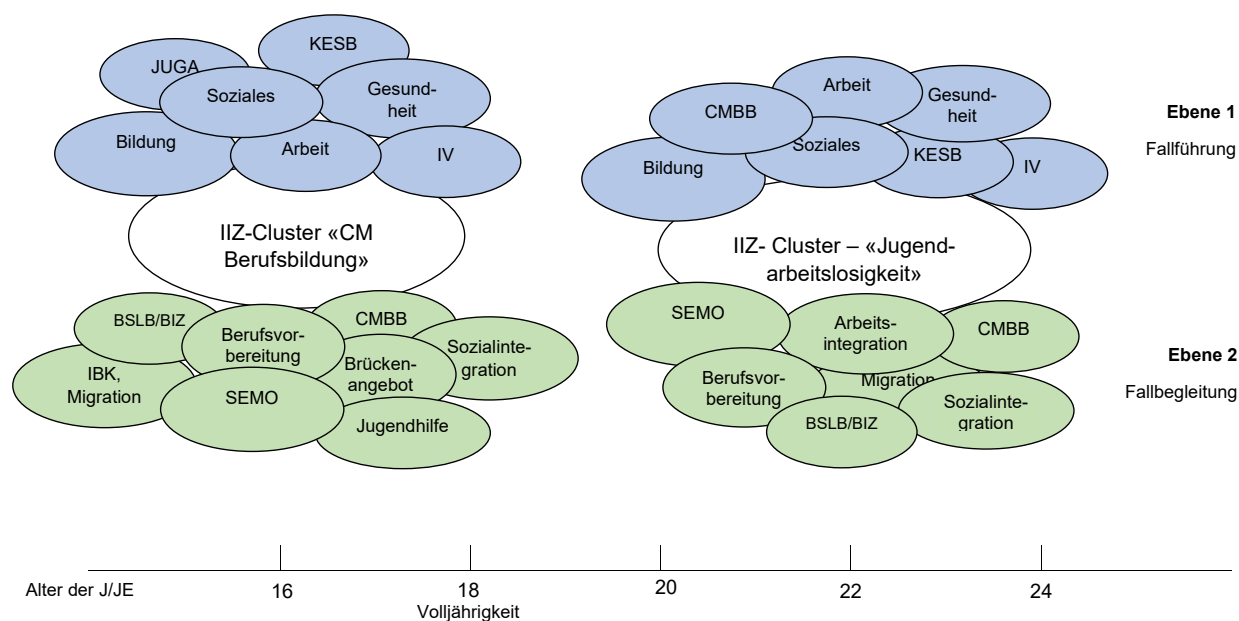 KESB
JUGA
Soziales
Gesund-
heit
Bildung
Arbeit
IV
IIZ-Cluster «CM
Berufsbildung»
BSLB/BIZ
Berufsvor-
bereitung
CMBB
Sozialinte-
gration
IBK,
Migration
Brücken-
angebot
SEMO
Jugendhilfe
Arbeit
CMBB
Gesund-
heit
Soziales
KESB
Bildung
IV
IIZ- Cluster – «Jugend-
arbeitslosigkeit»
SEMO
Arbeits-
integration
CMBB
Berufsvor-
bereitung
Migration
Sozialinte-
gration
BSLB/BIZ
Ebene 1
Fallführung
Ebene 2
Fallbegleitung
Alter der J/JE
16
18
20
22
24
Volljährigkeit